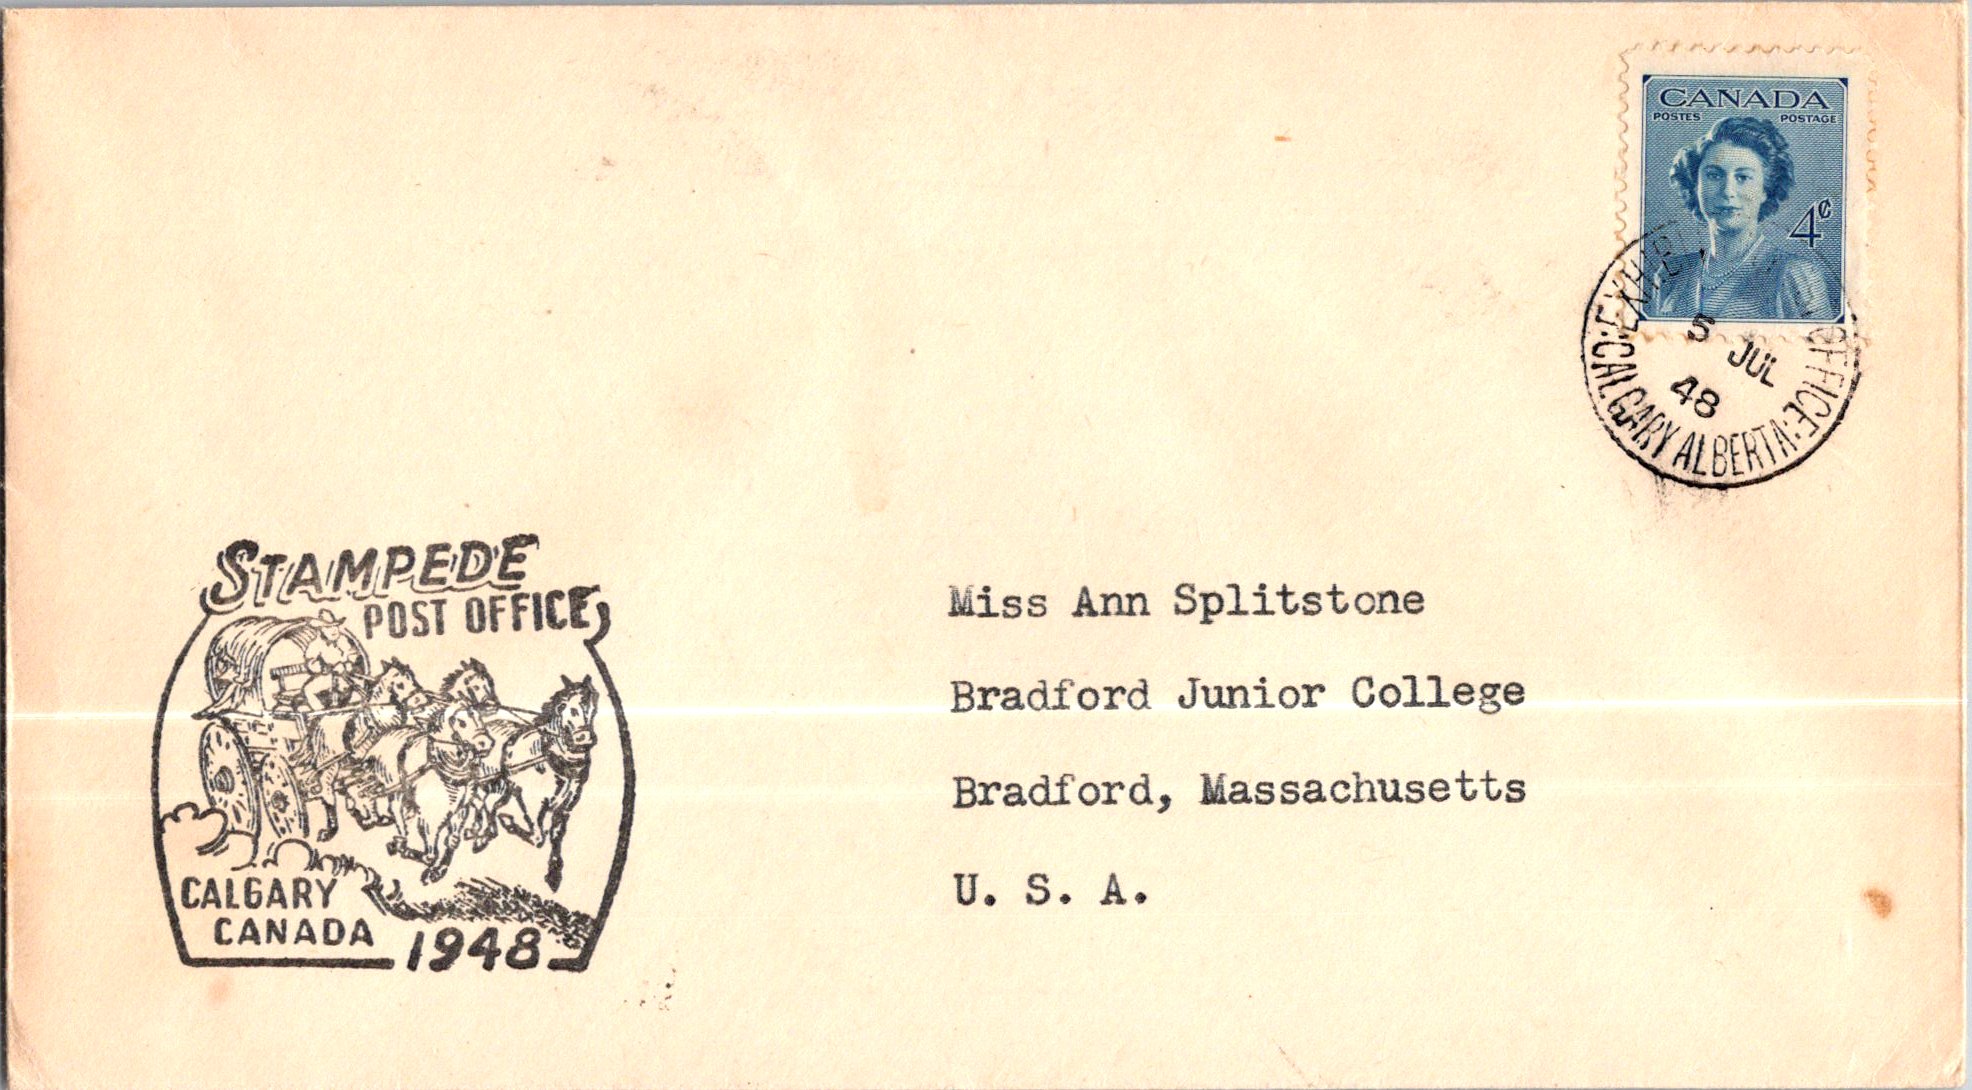 CANADA
POSTES POSTAGE
4¢
OFFICE
5
JUL
48
CALGARY ALBERTA
STAMPEDE
POST OFFICE
CALGARY
CANADA
1948
Miss Ann Splitstone
Bradford Junior College
Bradford, Massachusetts
U. S. A.